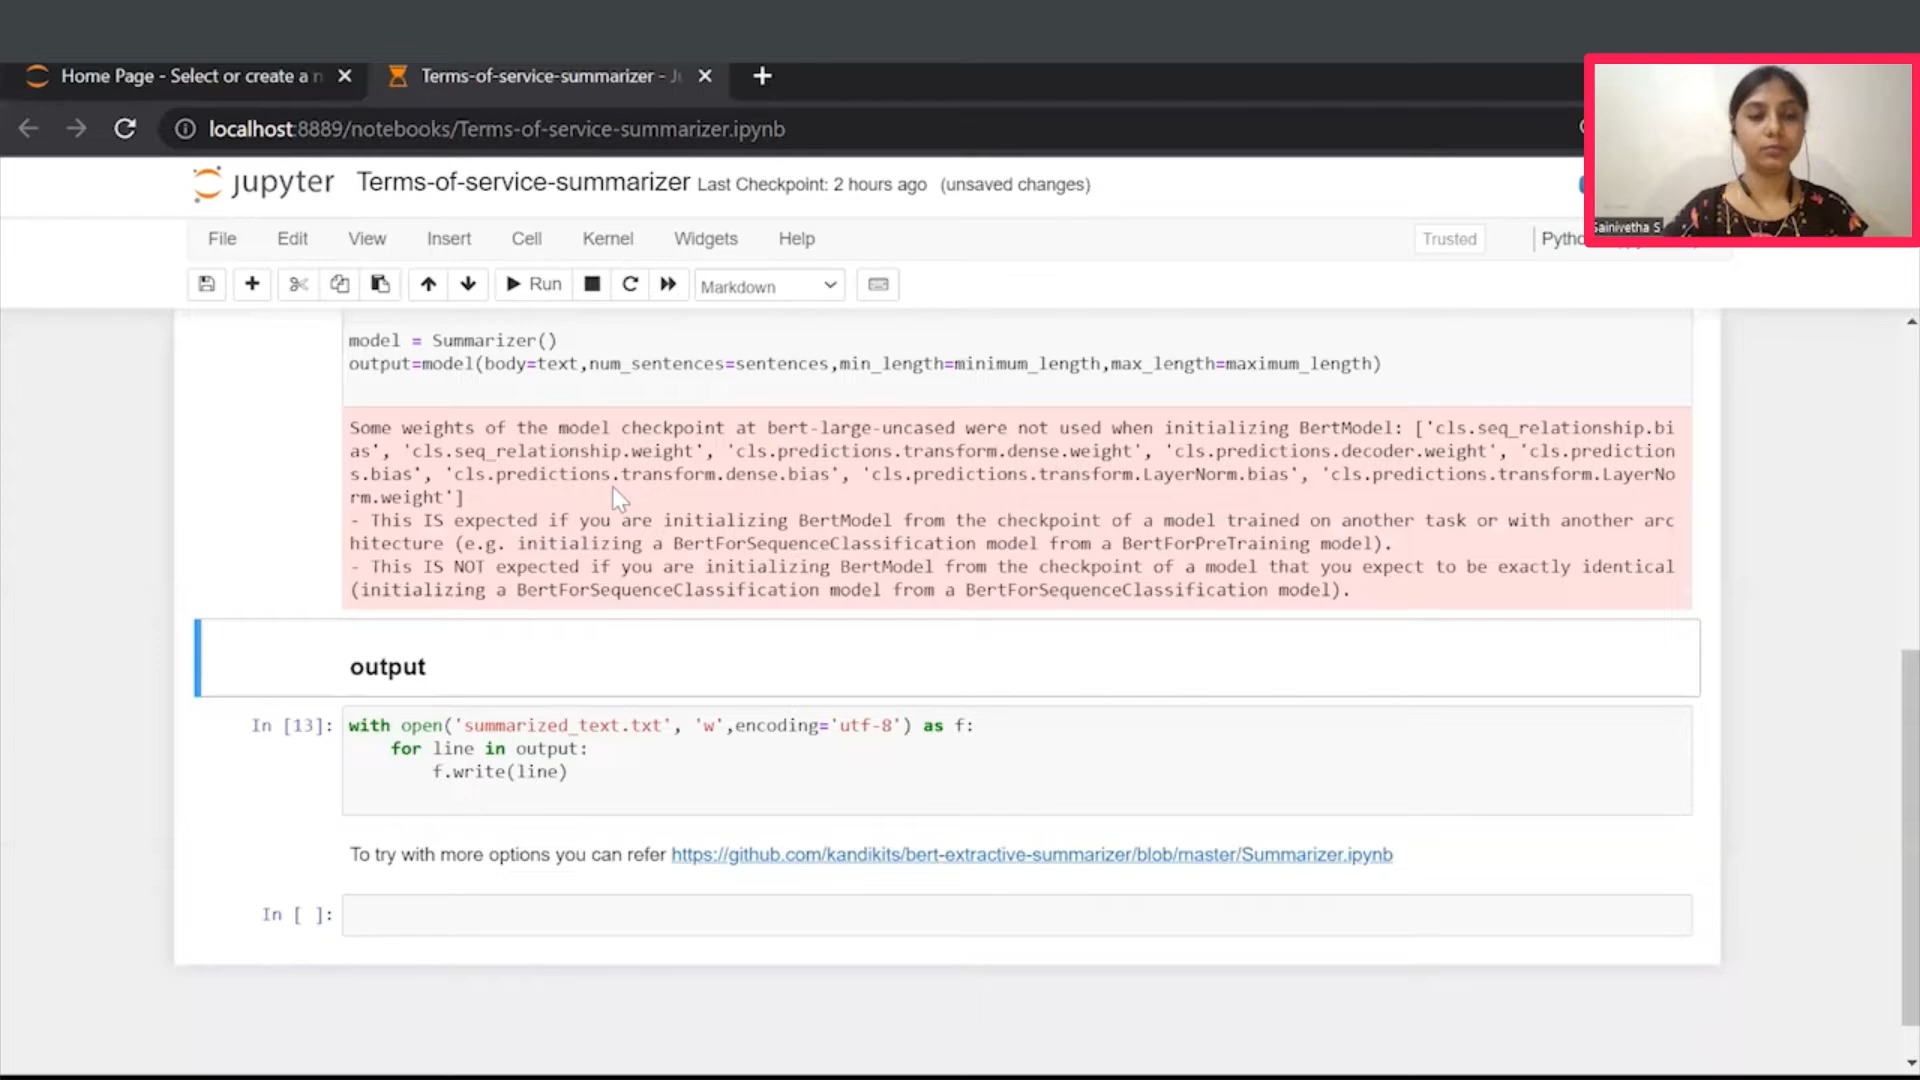 Home Page - Select or create a n
Terms-of-service-summarizer - Ju
localhost:8889/notebooks/Terms-of-service-summarizer.ipynb
jupyter Terms-of-service-summarizer Last Checkpoint: 2 hours ago (unsaved changes)
Sainivetha S
File Edit View Insert Cell Kernel Widgets Help Trusted
Run Markdown
model = Summarizer()
output=model(body=text,num_sentences=sentences,min_length=minimum_length,max_length=maximum_length)
Some weights of the model checkpoint at bert-large-uncased were not used when initializing BertModel: ['cls.seq_relationship.bi
as', 'cls.seq_relationship.weight', 'cls.predictions.transform.dense.weight', 'cls.predictions.decoder.weight', 'cls.prediction
s.bias', 'cls.predictions.transform.dense.bias', 'cls.predictions.transform.LayerNorm.bias', 'cls.predictions.transform.LayerNo
rm.weight']
- This IS expected if you are initializing BertModel from the checkpoint of a model trained on another task or with another arc
hitecture (e.g. initializing a BertForSequenceClassification model from a BertForPreTraining model).
- This IS NOT expected if you are initializing BertModel from the checkpoint of a model that you expect to be exactly identical
(initializing a BertForSequenceClassification model from a BertForSequenceClassification model).
output
In [13]: with open('summarized_text.txt', 'w',encoding='utf-8') as f:
for line in output:
f.write(line)
To try with more options you can refer https://github.com/kandikits/bert-extractive-summarizer/blob/master/Summarizer.ipynb
In [ ]: